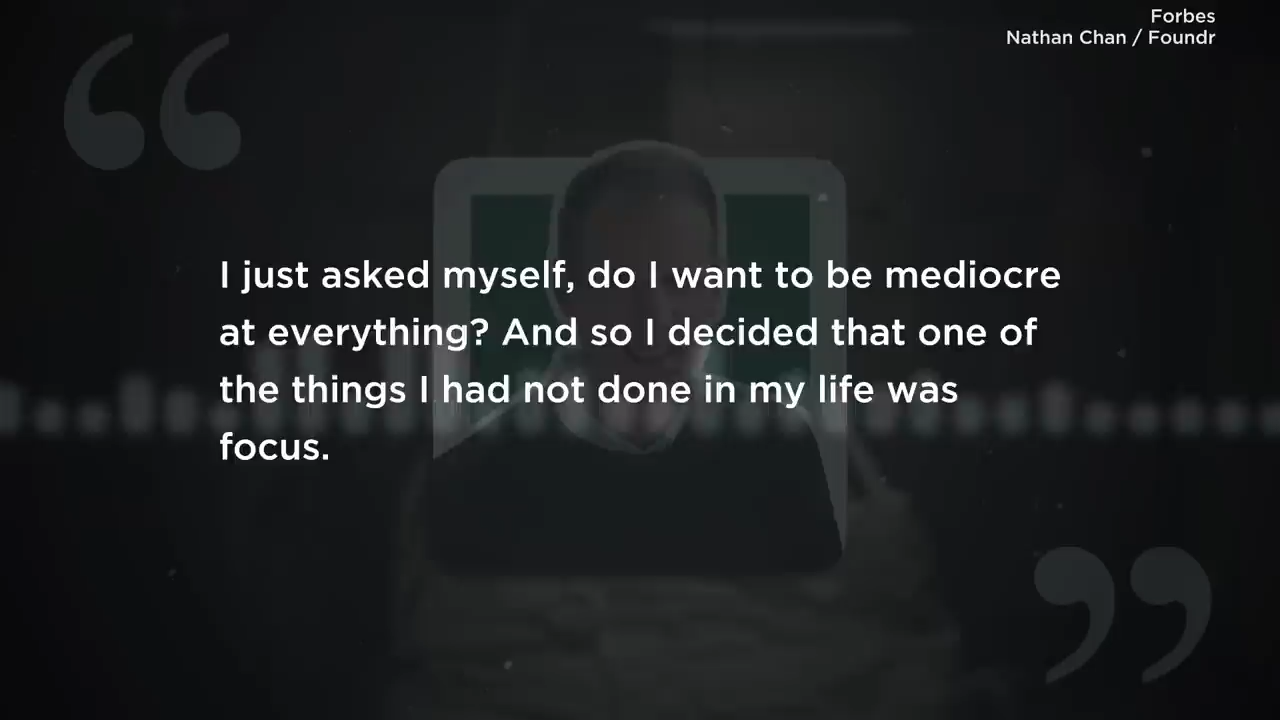 Forbes
Nathan Chan / Foundr
I just asked myself, do I want to be mediocre
at everything? And so I decided that one of
the things I had not done in my life was
focus.